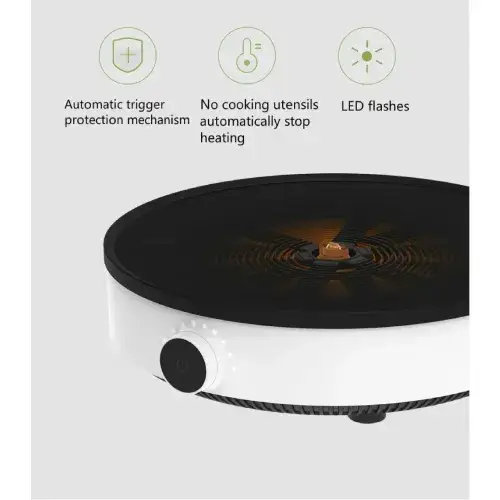 Automatic trigger
protection mechanism
No cooking utensils
automatically stop
heating
LED flashes